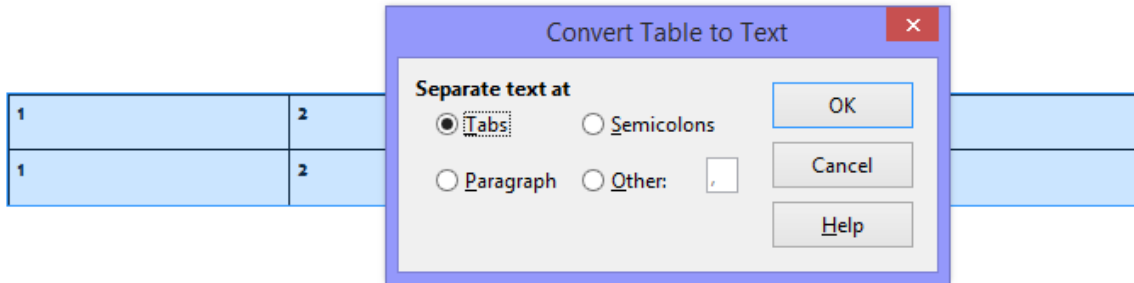 Convert Table to Text
×
Separate text at
Tabs
Semicolons
OK
Paragraph
Other:
,
Cancel
Help
1
2
1
2